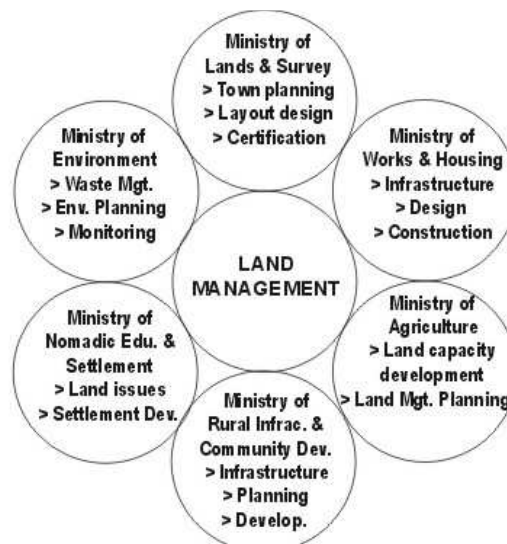 Ministry of
Lands & Survey
> Town planning
> Layout design
> Certification
Ministry of
Works & Housing
> Infrastructure
> Design
> Construction
Ministry of
Agriculture
> Land capacity
development
> Land Mgt. Planning
Ministry of
Rural Infrac. &
Community Dev.
> Infrastructure
> Planning
> Develop.
Ministry of
Nomadic Edu. &
Settlement
> Land issues
> Settlement Dev.
Ministry of
Environment
> Waste Mgt.
> Env. Planning
> Monitoring
LAND
MANAGEMENT